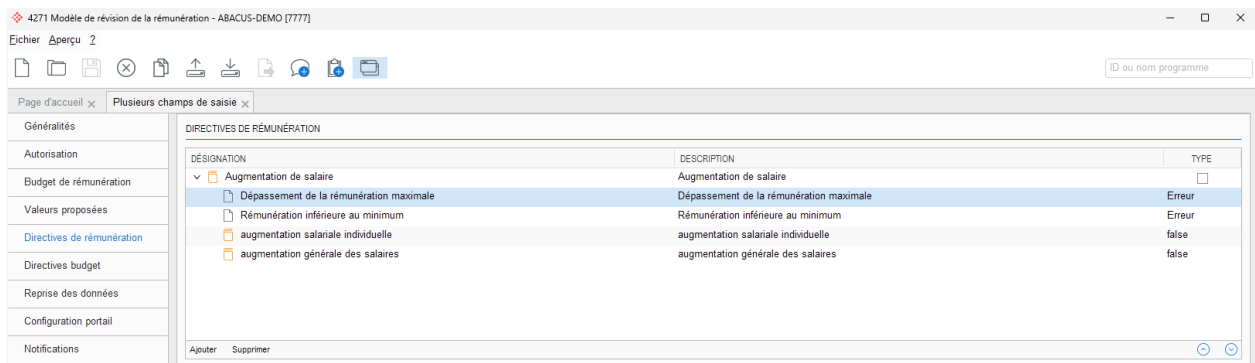 4271 Modèle de révision de la rémunération - ABACUS-DEMO [7777]
Fichier Aperçu ?
ID ou nom programme
Page d'accueil Plusieurs champs de saisie
Généralités
Autorisation
Budget de rémunération
Valeurs proposées
Directives de rémunération
Directives budget
Reprise des données
Configuration portail
Notifications
DIRECTIVES DE RÉMUNÉRATION
DÉSIGNATION DESCRIPTION TYPE
Augmentation de salaire Augmentation de salaire
Dépassement de la rémunération maximale Dépassement de la rémunération maximale Erreur
Rémunération inférieure au minimum Rémunération inférieure au minimum Erreur
augmentation salariale individuelle augmentation salariale individuelle false
augmentation générale des salaires augmentation générale des salaires false
Ajouter Supprimer